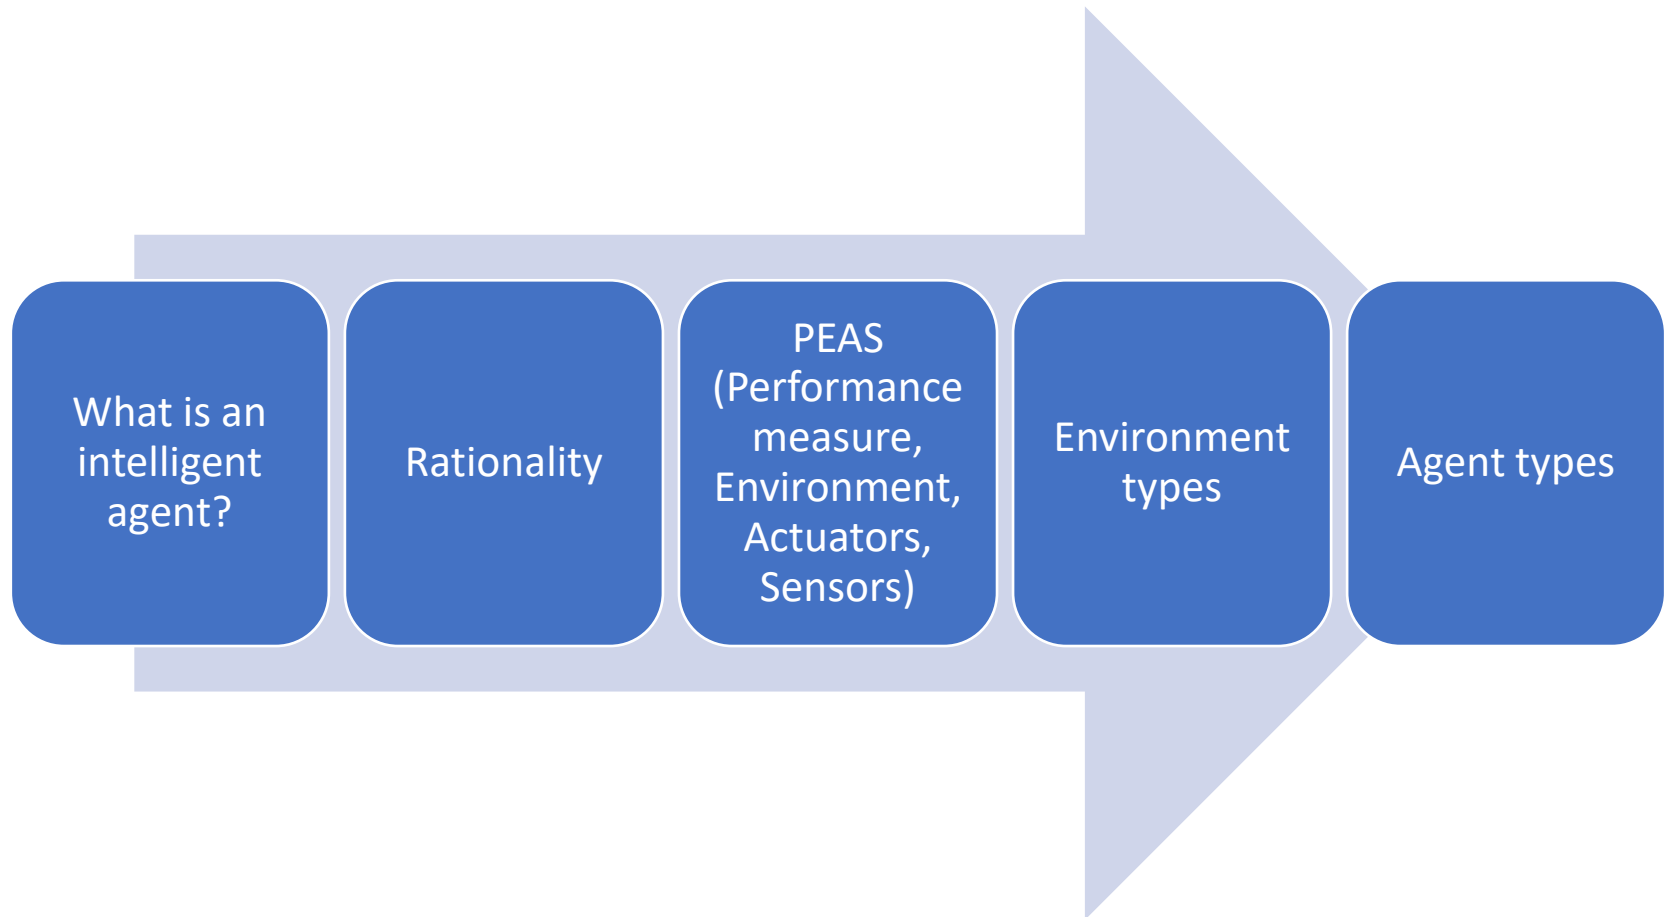 What is an
intelligent
agent?
Rationality
PEAS
(Performance
measure,
Environment,
Actuators,
Sensors)
Environment
types
Agent types